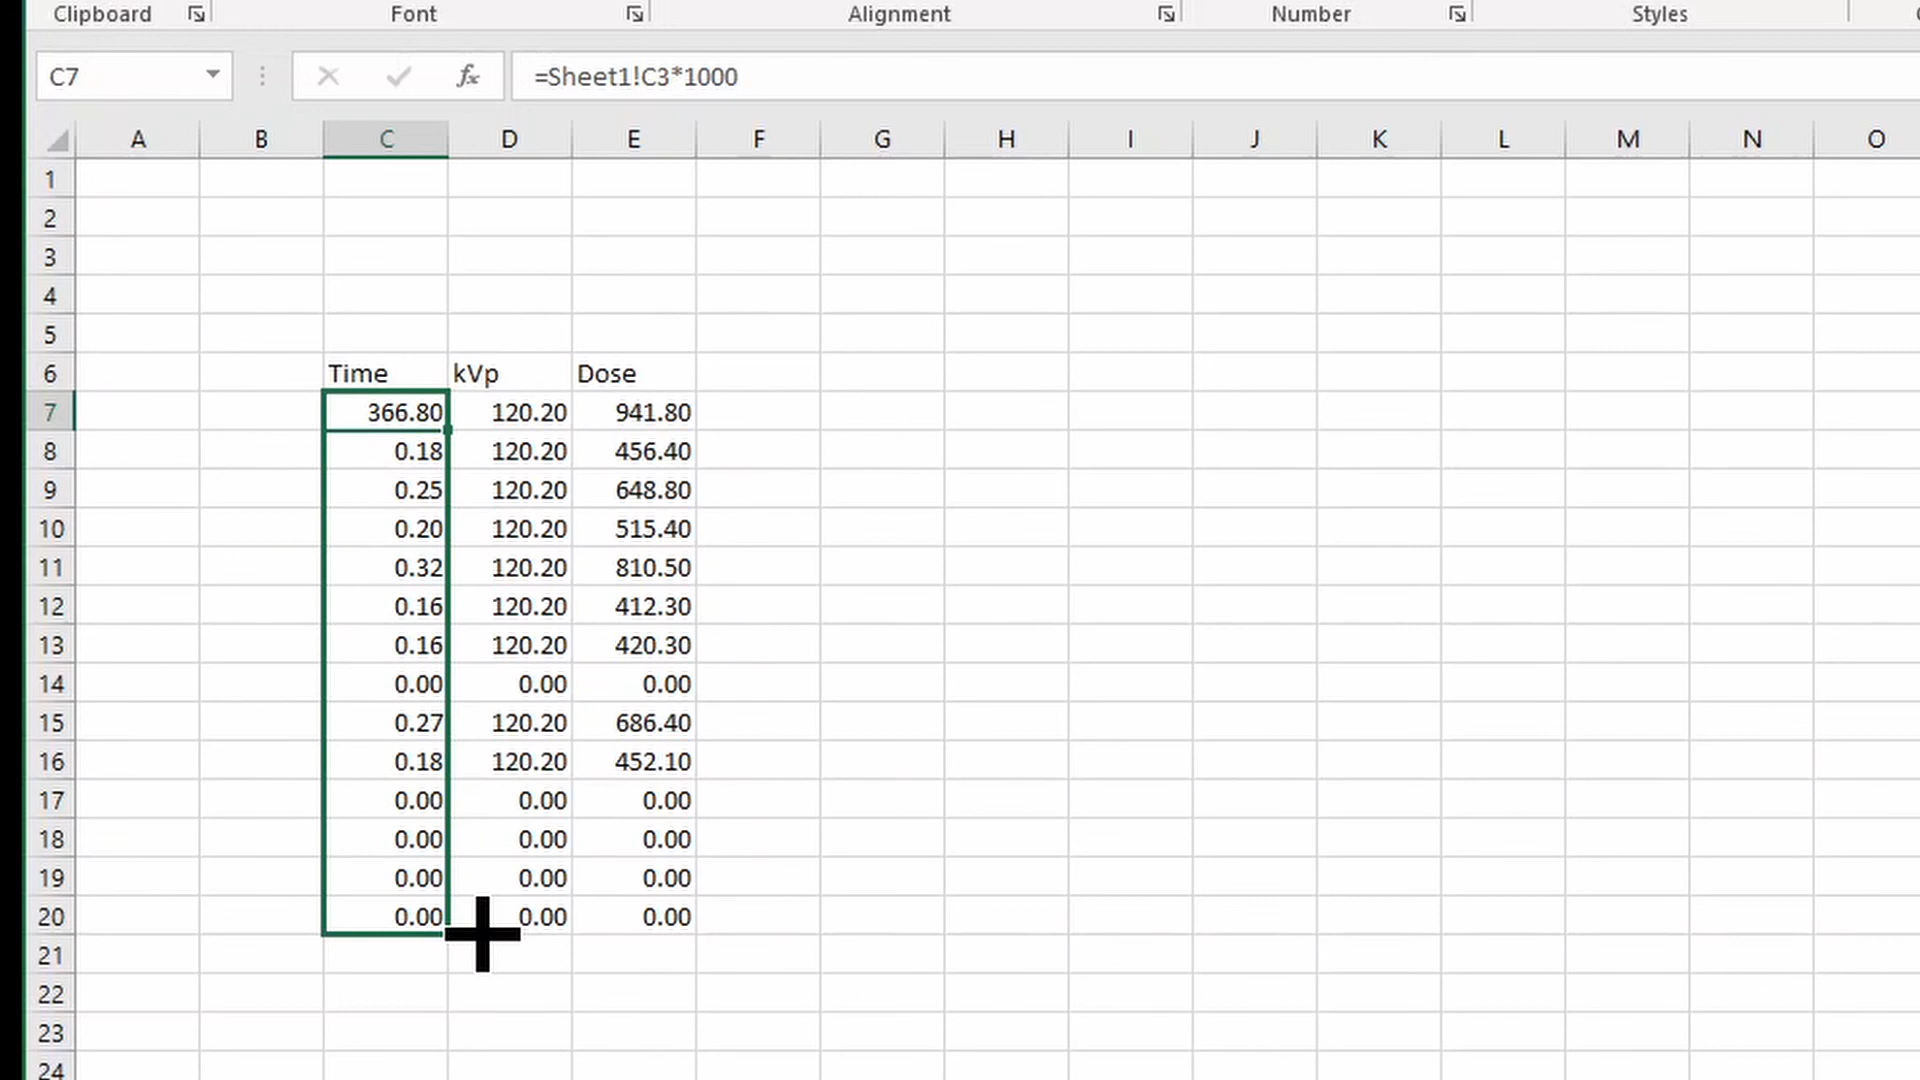 Clipboard Font Alignment Number Styles
C7 fx =Sheet1!C3*1000
A B C D E F G H I J K L M N O
1
2
3
4
5
6 Time kVp Dose
7 366.80 120.20 941.80
8 0.18 120.20 456.40
9 0.25 120.20 648.80
10 0.20 120.20 515.40
11 0.32 120.20 810.50
12 0.16 120.20 412.30
13 0.16 120.20 420.30
14 0.00 0.00 0.00
15 0.27 120.20 686.40
16 0.18 120.20 452.10
17 0.00 0.00 0.00
18 0.00 0.00 0.00
19 0.00 0.00 0.00
20 0.00 0.00 0.00
21
22
23
24